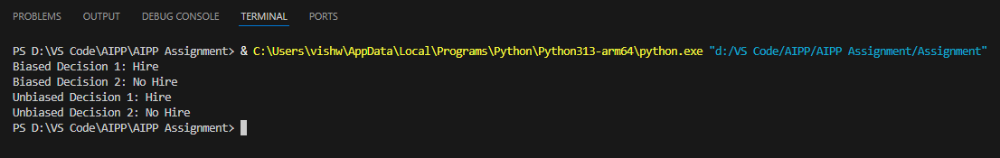 PROBLEMS OUTPUT DEBUG CONSOLE TERMINAL PORTS
PS D:\VS Code\AIPP\AIPP Assignment> & C:\Users\vishw\AppData\Local\Programs\Python\Python313-arm64\python.exe "d:/VS Code/AIPP/AIPP Assignment/Assignment"
Biased Decision 1: Hire
Biased Decision 2: No Hire
Unbiased Decision 1: Hire
Unbiased Decision 2: No Hire
PS D:\VS Code\AIPP\AIPP Assignment>